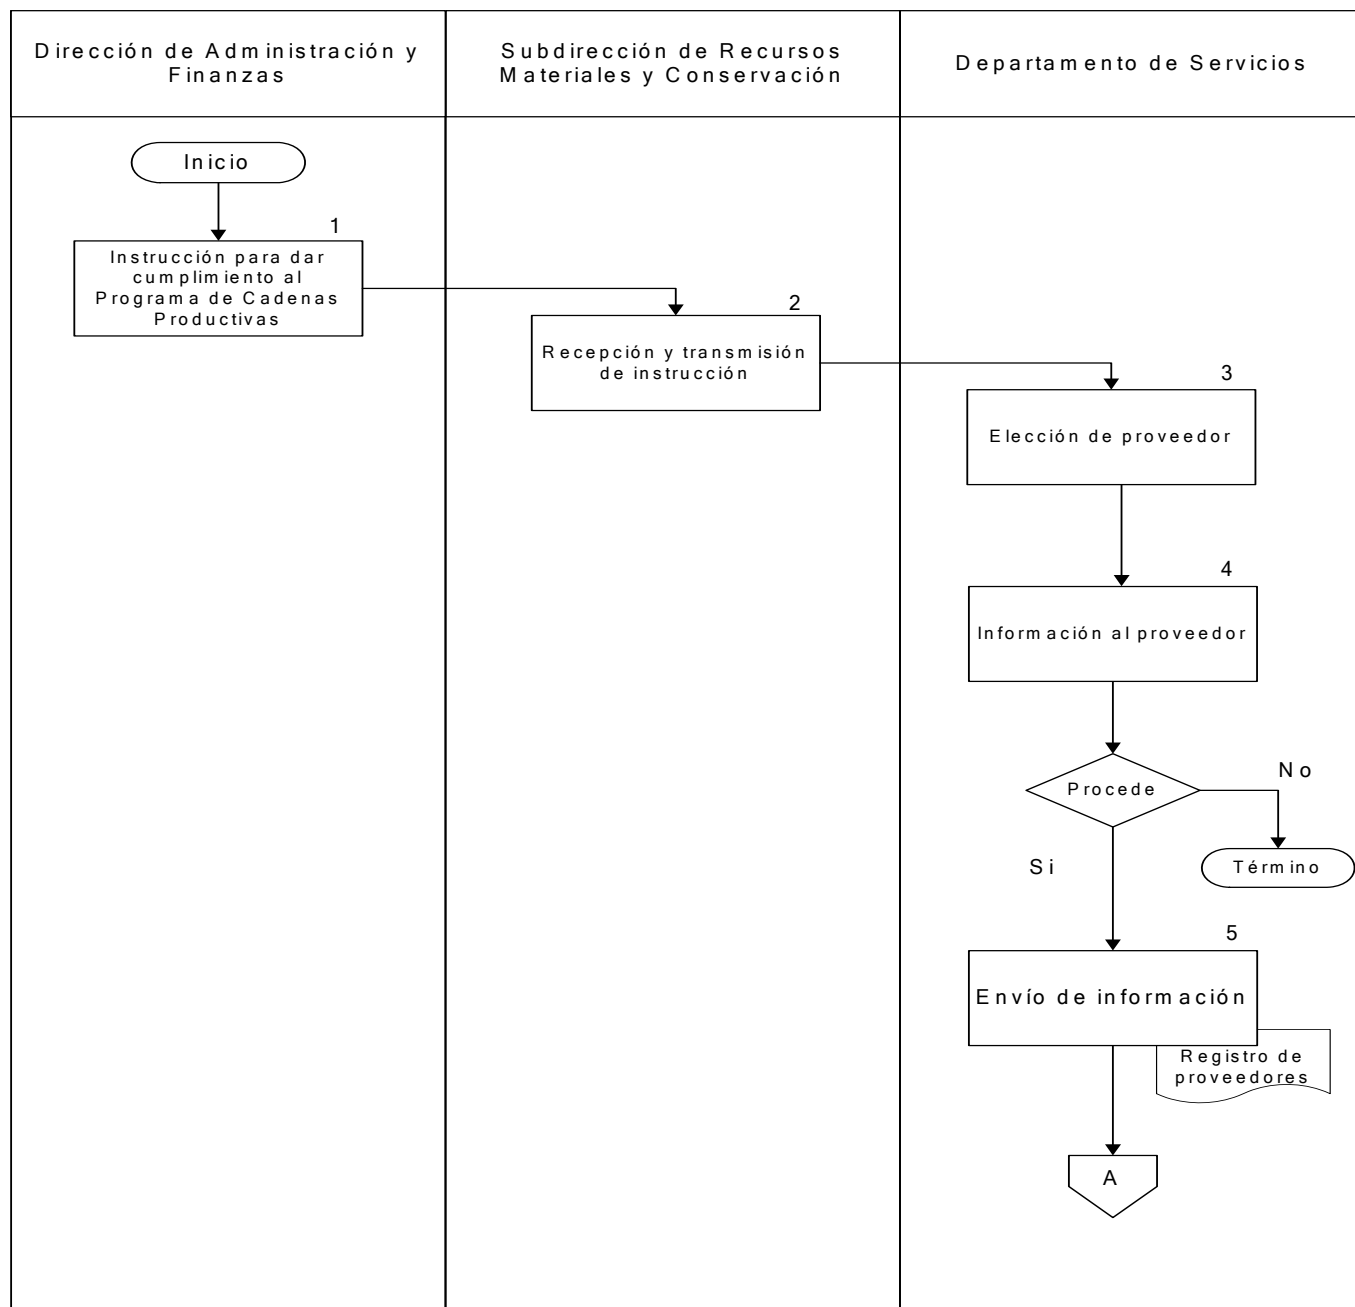 Dirección de Administración y
Finanzas
Subdirección de Recursos
Materiales y Conservación
Departamento de Servicios
Inicio
1
Instrucción para dar
cumplimiento al
Programa de Cadenas
Productivas
2
Recepción y transmisión
de instrucción
3
Elección de proveedor
4
Información al proveedor
Procede
No
Término
Si
5
Envío de información
Registro de
proveedores
A